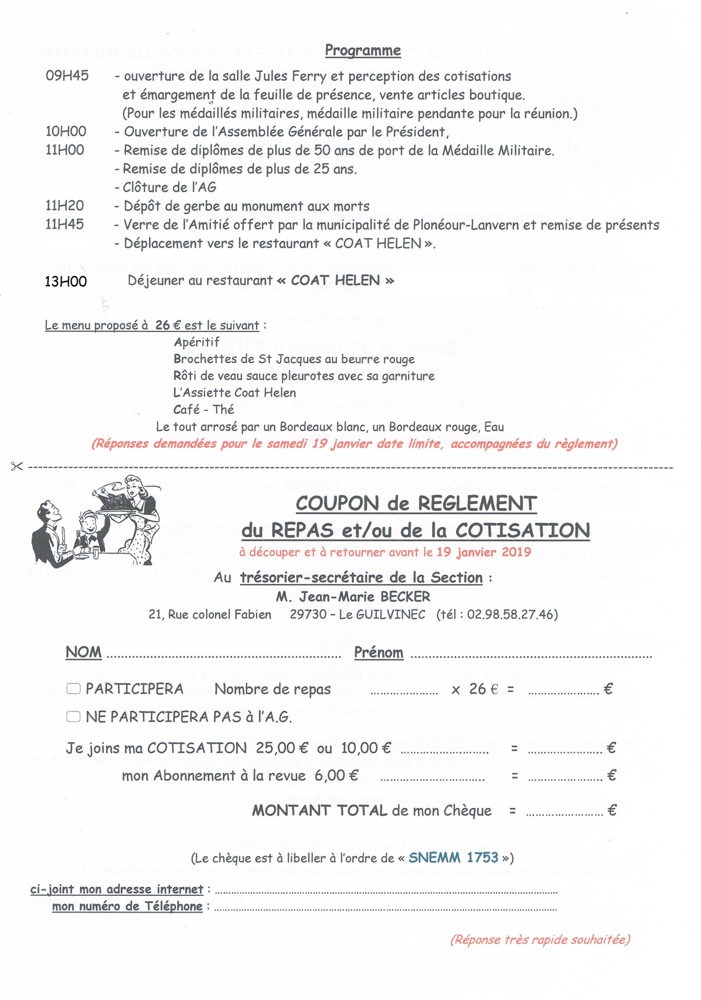 Programme
09H45 - ouverture de la salle Jules Ferry et perception des cotisations
et émargement de la feuille de présence, vente articles boutique.
(Pour les médaillés militaires, médaille militaire pendante pour la réunion.)
10H00 - Ouverture de l'Assemblée Générale par le Président,
11H00 - Remise de diplômes de plus de 50 ans de port de la Médaille Militaire.
- Remise de diplômes de plus de 25 ans.
- Clôture de l'AG
11H20 - Dépôt de gerbe au monument aux morts
11H45 - Verre de l'Amitié offert par la municipalité de Plonéour-Lanvern et remise de présents
- Déplacement vers le restaurant « COAT HELEN ».
13H00 Déjeuner au restaurant « COAT HELEN »
Le menu proposé à 26 € est le suivant :
Apéritif
Brochettes de St Jacques au beurre rouge
Rôti de veau sauce pleurotes avec sa garniture
L'Assiette Coat Helen
Café - Thé
Le tout arrosé par un Bordeaux blanc, un Bordeaux rouge, Eau
(Réponses demandées pour le samedi 19 janvier date limite, accompagnées du règlement)
COUPON de REGLEMENT
du REPAS et/ou de la COTISATION
à découper et à retourner avant le 19 janvier 2019
Au trésorier-secrétaire de la Section :
M. Jean-Marie BECKER
21, Rue colonel Fabien 29730 - Le GUILVINEC (tél : 02.98.58.27.46)
NOM .................... Prénom ....................
PARTICIPERA Nombre de repas .................... x 26 € = .................... €
NE PARTICIPERA PAS à l'A.G.
Je joins ma COTISATION 25,00 € ou 10,00 € .................... = .................... €
mon Abonnement à la revue 6,00 € .................... = .................... €
MONTANT TOTAL de mon Chèque = .................... €
(Le chèque est à libeller à l'ordre de « SNEMM 1753 »)
ci-joint mon adresse internet : ....................
mon numéro de Téléphone : ....................
(Réponse très rapide souhaitée)